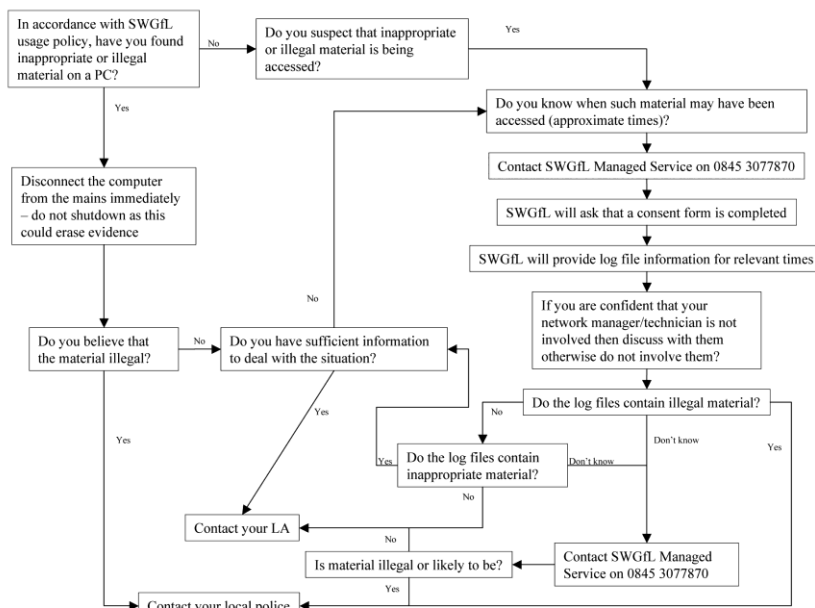 In accordance with SWGfL
usage policy, have you found
inappropriate or illegal
material on a PC?
No
Do you suspect that inappropriate
or illegal material is being
accessed?
Yes
Yes
Do you know when such material may have been
accessed (approximate times)?
Contact SWGfL Managed Service on 0845 3077870
Disconnect the computer
from the mains immediately
– do not shutdown as this
could erase evidence
SWGfL will ask that a consent form is completed
SWGfL will provide log file information for relevant times
No
If you are confident that your
network manager/technician is not
involved then discuss with them
otherwise do not involve them?
Do you believe that
the material illegal?
No
Do you have sufficient information
to deal with the situation?
Do the log files contain illegal material?
Yes
Yes
No
Don't know
Yes
Yes
Do the log files contain
inappropriate material?
Don't know
No
Contact your LA
No
Is material illegal or likely to be?
Contact SWGfL Managed
Service on 0845 3077870
Yes
Contact your local police